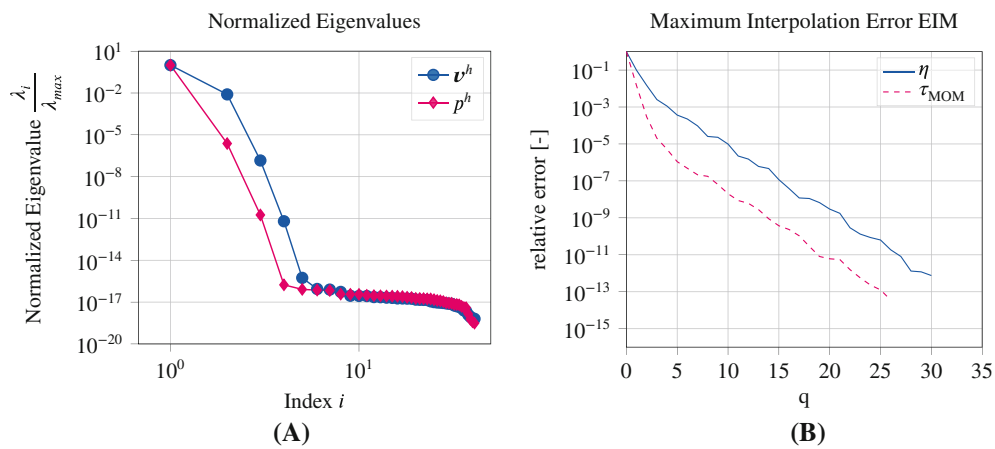 Normalized Eigenvalues
Normalized Eigenvalue λ_i/λ_max
10^1
10^-2
10^-5
10^-8
10^-11
10^-14
10^-17
10^-20
v^h
p^h
10^0
10^1
Index i
(A)
Maximum Interpolation Error EIM
relative error [-]
10^-1
10^-3
10^-5
10^-7
10^-9
10^-11
10^-13
10^-15
η
τ_MOM
0 5 10 15 20 25 30 35
q
(B)